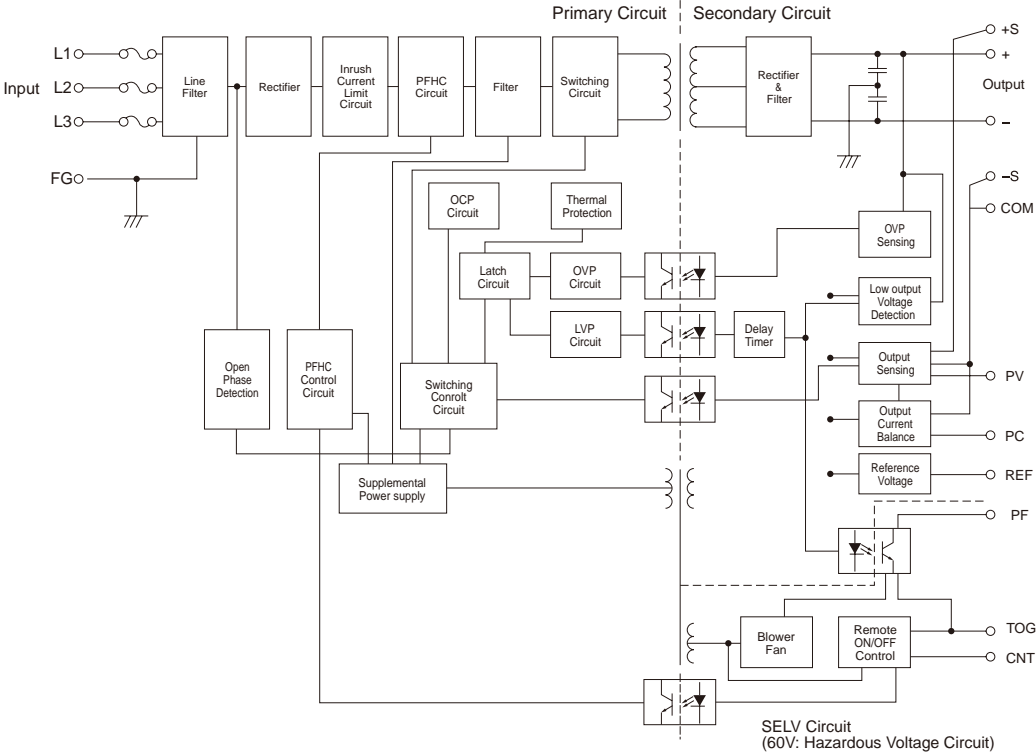 Primary Circuit
Secondary Circuit
+S
L1
+
Input
L2
Line
Filter
Rectifier
Inrush
Current
Limit
Circuit
PFHC
Circuit
Filter
Switching
Circuit
Rectifier
&
Filter
Output
L3
–
FG
–S
COM
OCP
Circuit
Thermal
Protection
OVP
Sensing
Latch
Circuit
OVP
Circuit
Low output
Voltage
Detection
LVP
Circuit
Delay
Timer
Open
Phase
Detection
PFHC
Control
Circuit
Switching
Conrolt
Circuit
Output
Sensing
PV
Output
Current
Balance
PC
Supplemental
Power supply
Reference
Voltage
REF
PF
Blower
Fan
Remote
ON/OFF
Control
TOG
CNT
SELV Circuit
(60V: Hazardous Voltage Circuit)